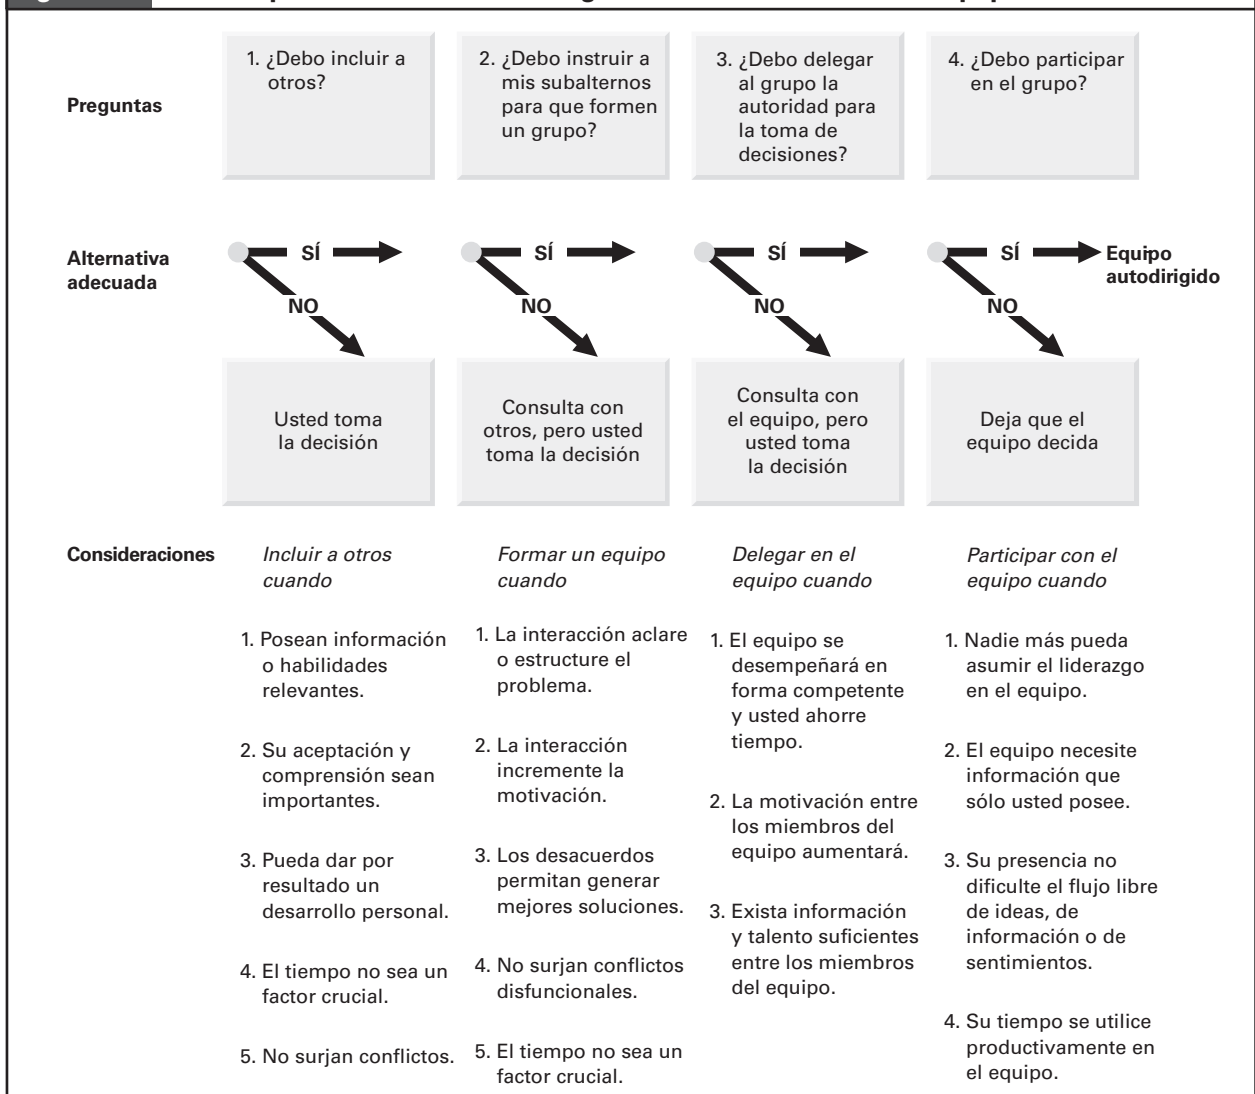 Preguntas
1. ¿Debo incluir a
otros?
2. ¿Debo instruir a
mis subalternos
para que formen
un grupo?
3. ¿Debo delegar
al grupo la
autoridad para
la toma de
decisiones?
4. ¿Debo participar
en el grupo?
Alternativa
adecuada
SÍ
NO
SÍ
NO
SÍ
NO
SÍ
NO
Equipo
autodirigido
Usted toma
la decisión
Consulta con
otros, pero usted
toma la decisión
Consulta con
el equipo, pero
usted toma
la decisión
Deja que el
equipo decida
Consideraciones
Incluir a otros
cuando
1. Posean información
o habilidades
relevantes.
2. Su aceptación y
comprensión sean
importantes.
3. Pueda dar por
resultado un
desarrollo personal.
4. El tiempo no sea un
factor crucial.
5. No surjan conflictos.
Formar un equipo
cuando
1. La interacción aclare
o estructure el
problema.
2. La interacción
incremente la
motivación.
3. Los desacuerdos
permitan generar
mejores soluciones.
4. No surjan conflictos
disfuncionales.
5. El tiempo no sea un
factor crucial.
Delegar en el
equipo cuando
1. El equipo se
desempeñará en
forma competente
y usted ahorre
tiempo.
2. La motivación entre
los miembros del
equipo aumentará.
3. Exista información
y talento suficientes
entre los miembros
del equipo.
Participar con el
equipo cuando
1. Nadie más pueda
asumir el liderazgo
en el equipo.
2. El equipo necesite
información que
sólo usted posee.
3. Su presencia no
dificulte el flujo libre
de ideas, de
información o de
sentimientos.
4. Su tiempo se utilice
productivamente en
el equipo.